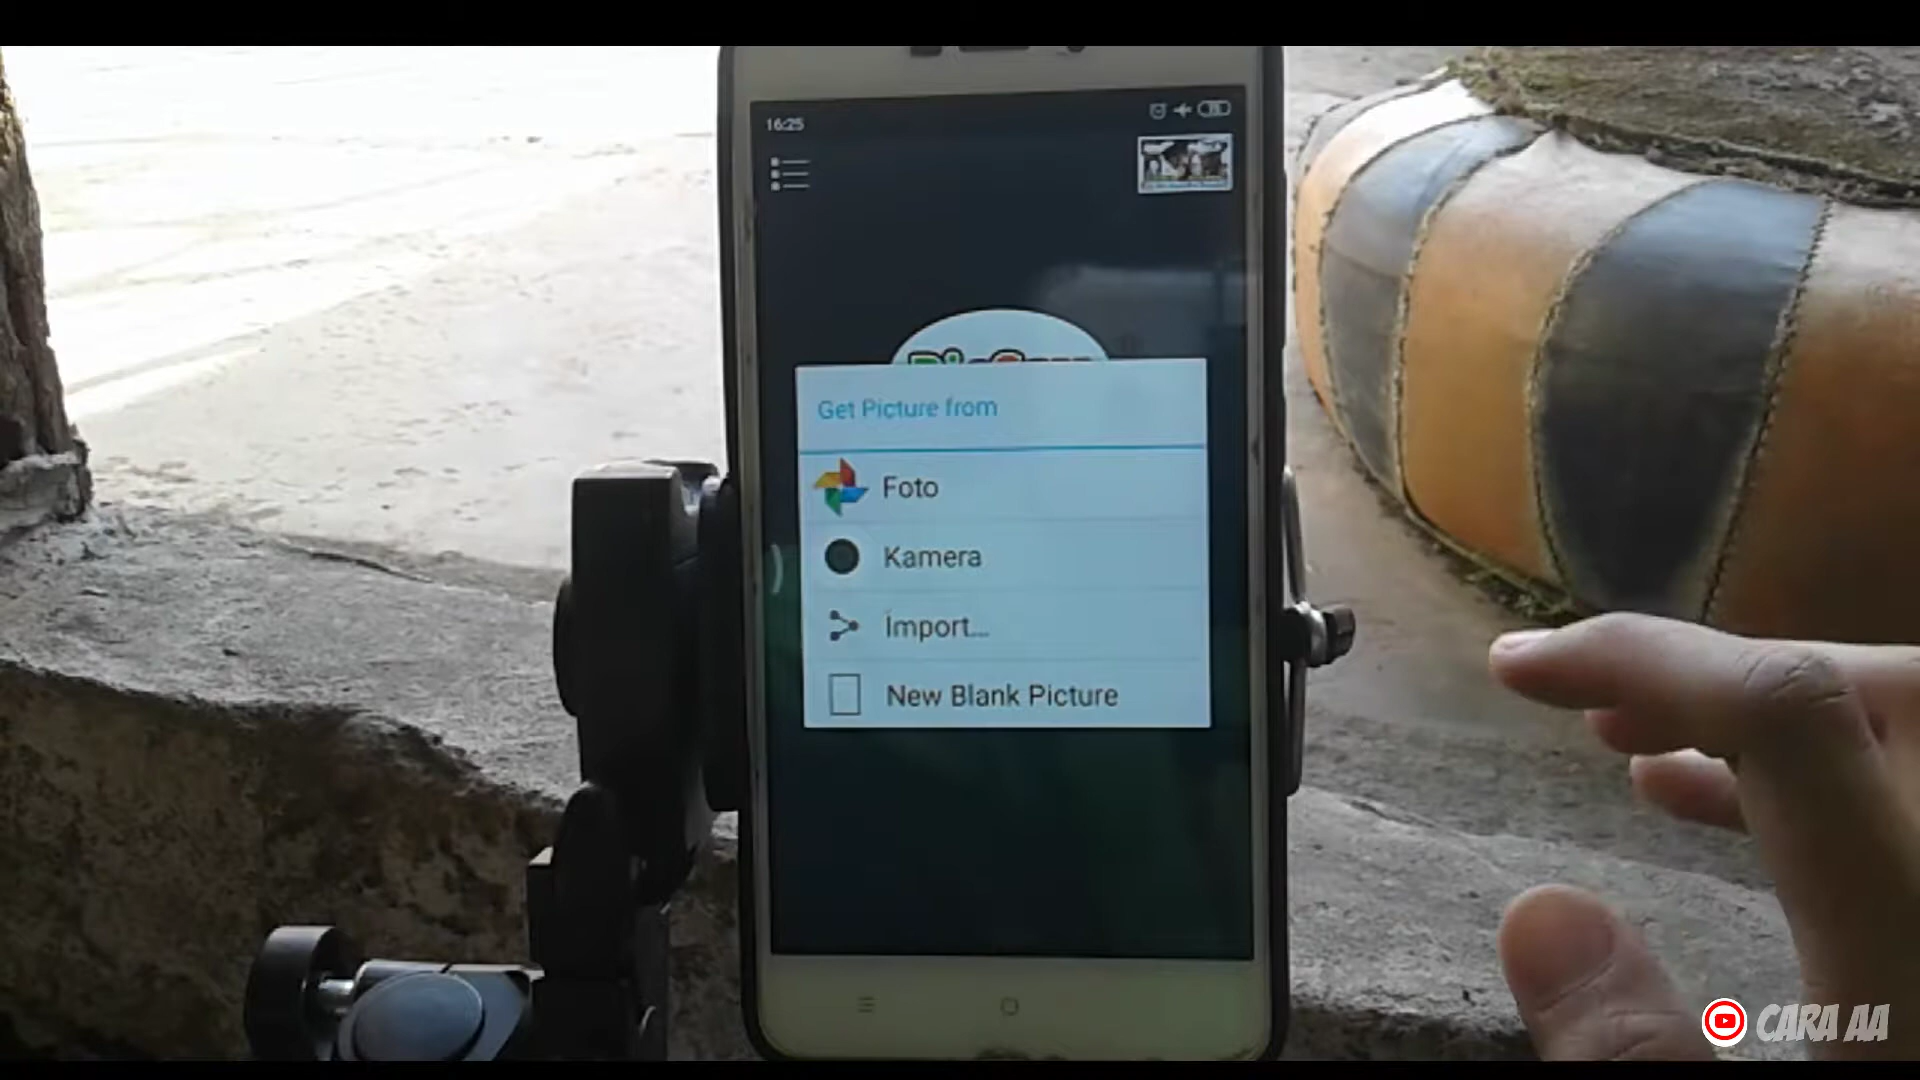 16:25
Get Picture from
Foto
Kamera
Import...
New Blank Picture
CARA AA